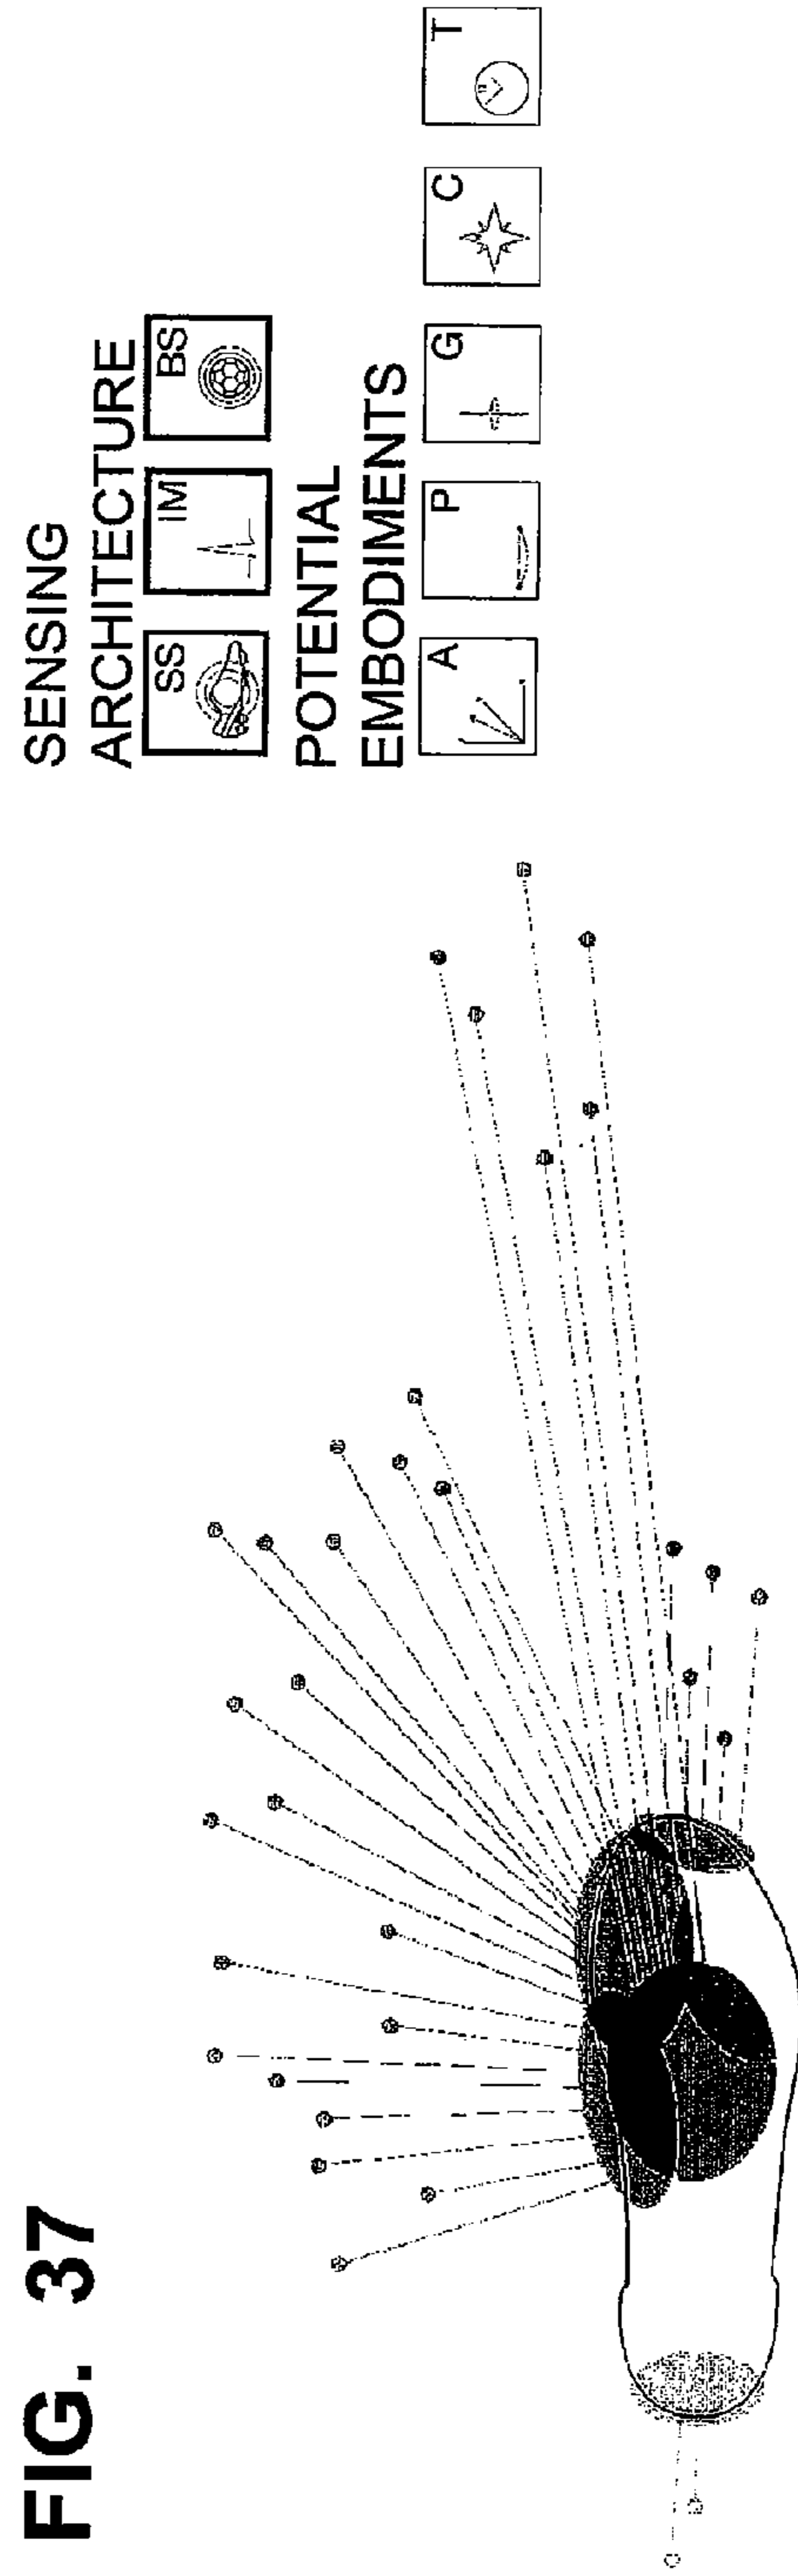 FIG. 37
SENSING
ARCHITECTURE
SS
IM
BS
POTENTIAL
EMBODIMENTS
A
P
G
C
T